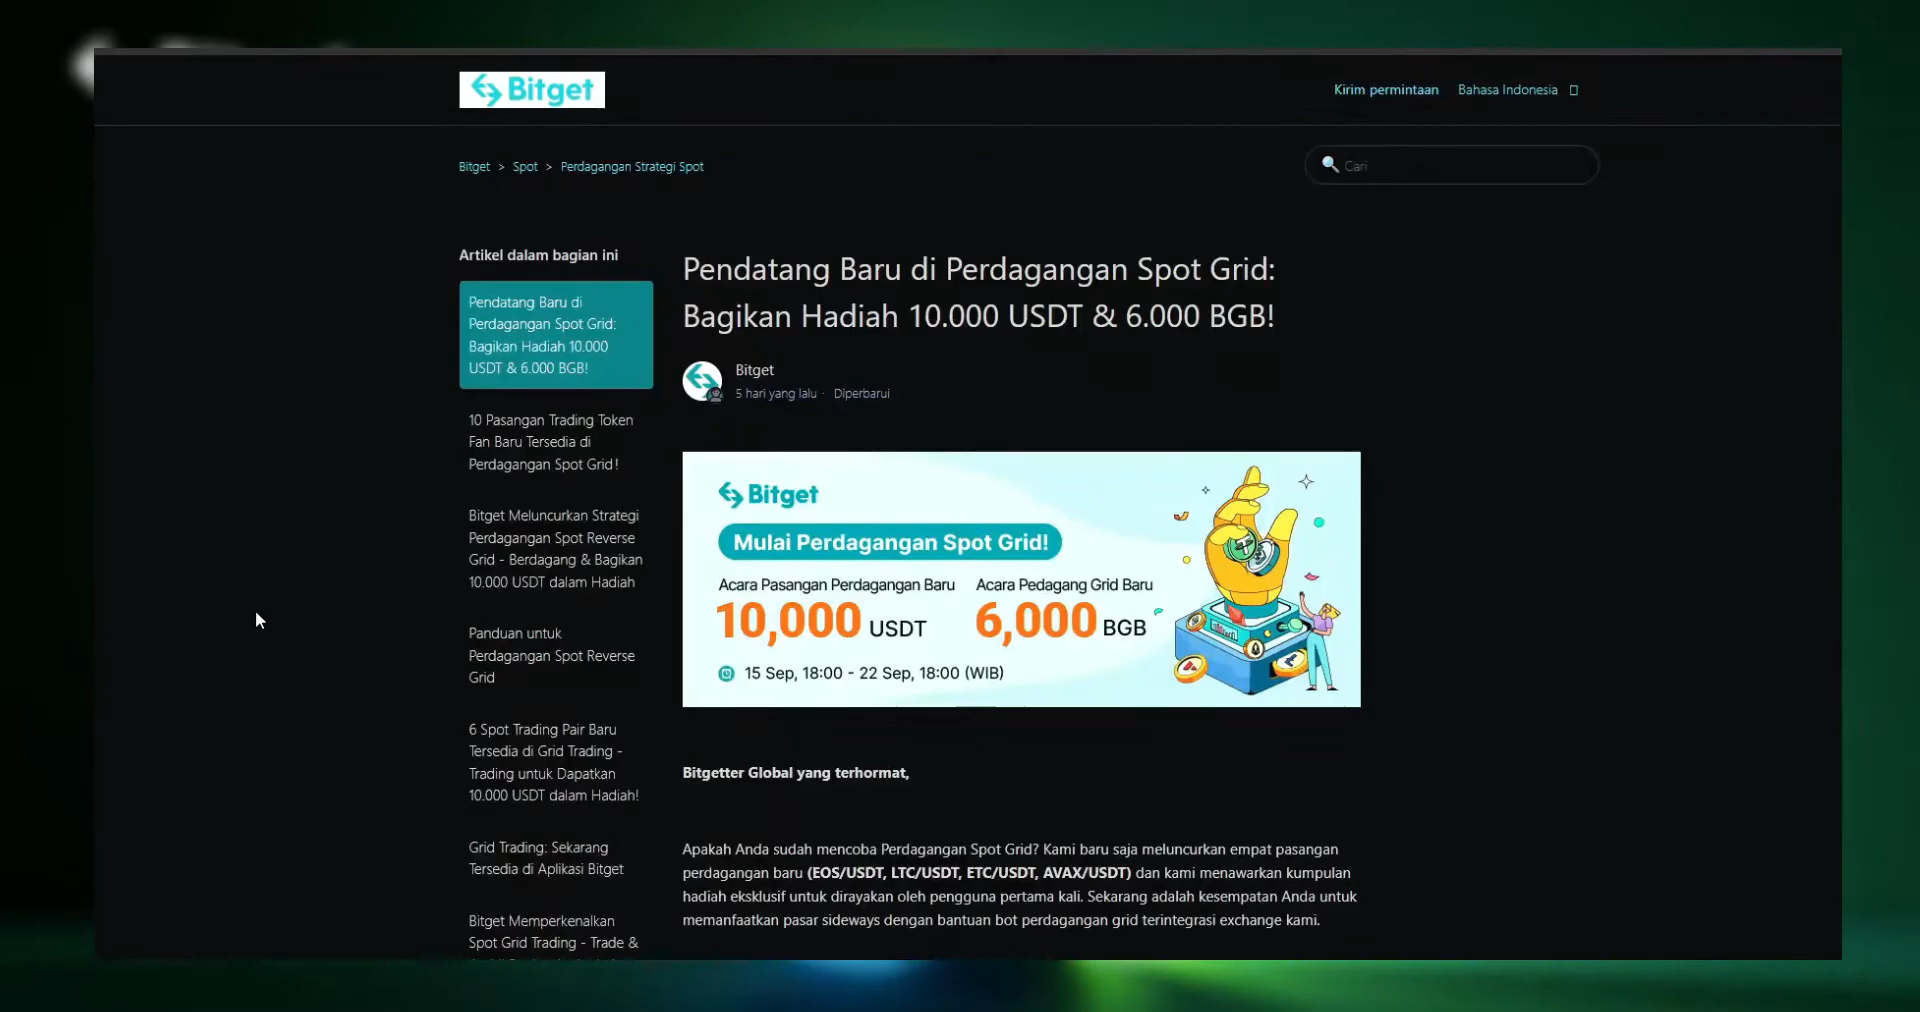 Bitget
Kirim permintaan
Bahasa Indonesia
Bitget > Spot > Perdagangan Strategi Spot
Cari
Artikel dalam bagian ini
Pendatang Baru di
Perdagangan Spot Grid:
Bagikan Hadiah 10.000
USDT & 6.000 BGB!
10 Pasangan Trading Token
Fan Baru Tersedia di
Perdagangan Spot Grid!
Bitget Meluncurkan Strategi
Perdagangan Spot Reverse
Grid - Berdagang & Bagikan
10.000 USDT dalam Hadiah
Panduan untuk
Perdagangan Spot Reverse
Grid
6 Spot Trading Pair Baru
Tersedia di Grid Trading -
Trading untuk Dapatkan
10.000 USDT dalam Hadiah!
Grid Trading: Sekarang
Tersedia di Aplikasi Bitget
Bitget Memperkenalkan
Spot Grid Trading - Trade &
Pendatang Baru di Perdagangan Spot Grid:
Bagikan Hadiah 10.000 USDT & 6.000 BGB!
Bitget
5 hari yang lalu · Diperbarui
Bitget
Mulai Perdagangan Spot Grid!
Acara Pasangan Perdagangan Baru
10,000 USDT
Acara Pedagang Grid Baru
6,000 BGB
15 Sep, 18:00 - 22 Sep, 18:00 (WIB)
Bitgetter Global yang terhormat,
Apakah Anda sudah mencoba Perdagangan Spot Grid? Kami baru saja meluncurkan empat pasangan
perdagangan baru (EOS/USDT, LTC/USDT, ETC/USDT, AVAX/USDT) dan kami menawarkan kumpulan
hadiah eksklusif untuk dirayakan oleh pengguna pertama kali. Sekarang adalah kesempatan Anda untuk
memanfaatkan pasar sideways dengan bantuan bot perdagangan grid terintegrasi exchange kami.